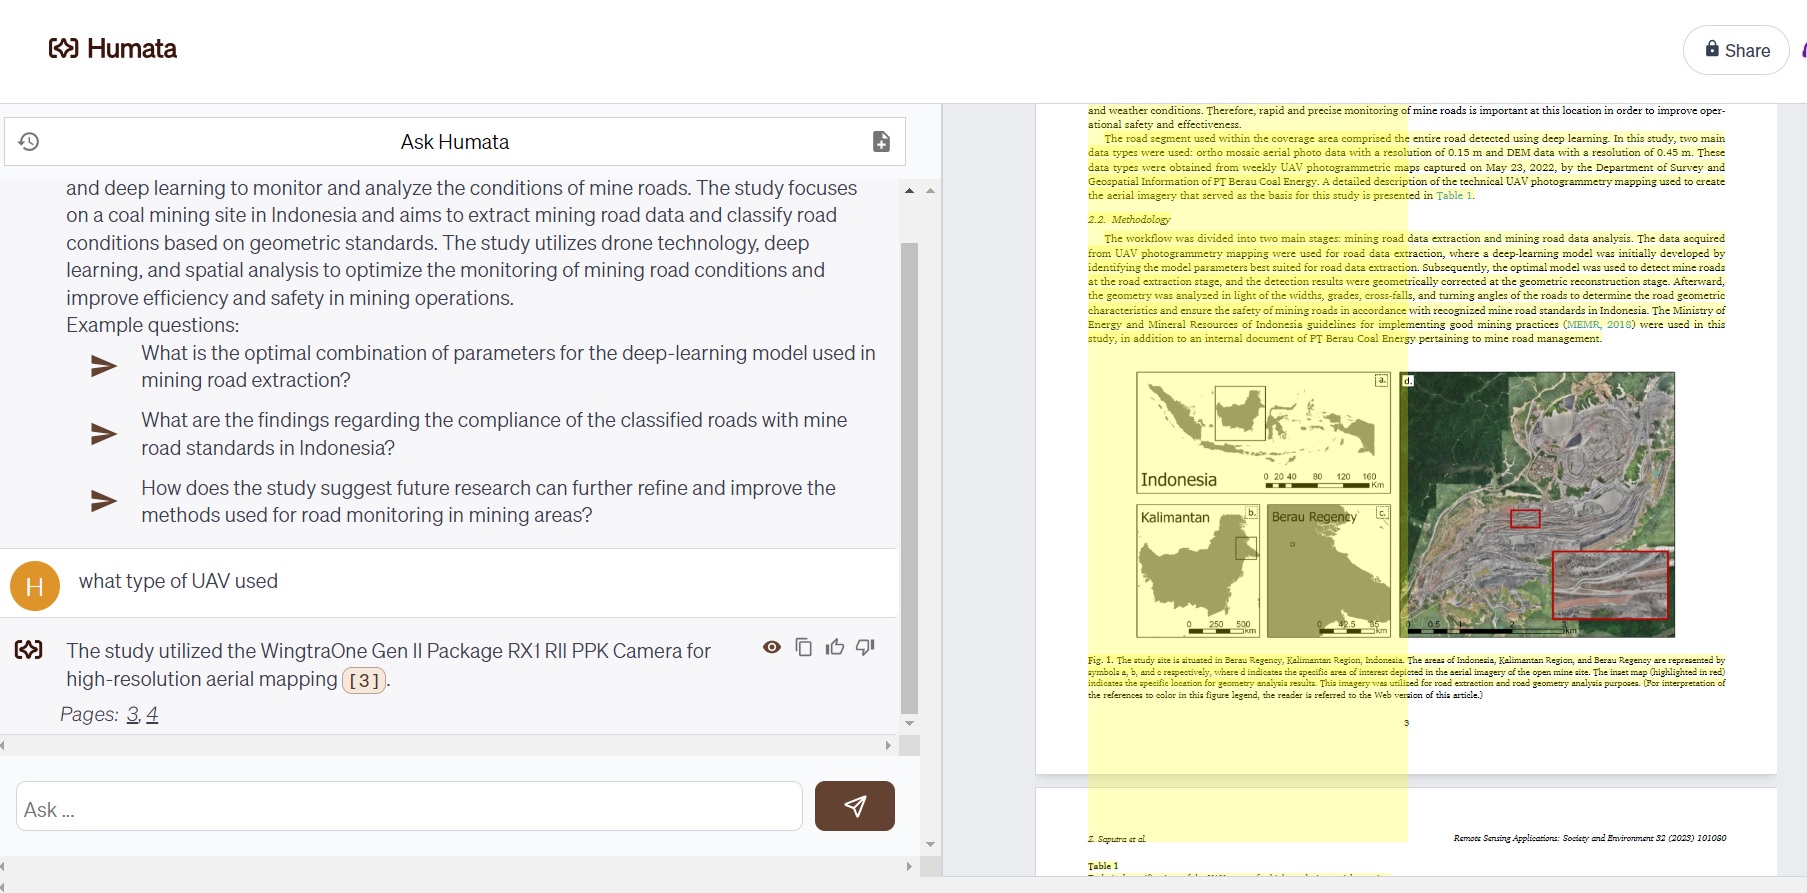 Humata
Share
Ask Humata
and deep learning to monitor and analyze the conditions of mine roads. The study focuses
on a coal mining site in Indonesia and aims to extract mining road data and classify road
conditions based on geometric standards. The study utilizes drone technology, deep
learning, and spatial analysis to optimize the monitoring of mining road conditions and
improve efficiency and safety in mining operations.
Example questions:
What is the optimal combination of parameters for the deep-learning model used in
mining road extraction?
What are the findings regarding the compliance of the classified roads with mine
road standards in Indonesia?
How does the study suggest future research can further refine and improve the
methods used for road monitoring in mining areas?
H
what type of UAV used
The study utilized the WingtraOne Gen II Package RX1 RII PPK Camera for
high-resolution aerial mapping [3].
Pages: 3, 4
Ask ...
and weather conditions. Therefore, rapid and precise monitoring of mine roads is important at this location in order to improve oper-
ational safety and effectiveness.
The road segment used within the coverage area comprised the entire road detected using deep learning. In this study, two main
data types were used: ortho mosaic aerial photo data with a resolution of 0.15 m and DEM data with a resolution of 0.45 m. These
data types were obtained from weekly UAV photogrammetric maps captured on May 23, 2022, by the Department of Survey and
Geospatial Information of PT Berau Coal Energy. A detailed description of the technical UAV photogrammetry mapping used to create
the aerial imagery that served as the basis for this study is presented in Table 1.
2.2. Methodology
The workflow was divided into two main stages: mining road data extraction and mining road data analysis. The data acquired
from UAV photogrammetry mapping were used for road data extraction, where a deep-learning model was initially developed by
identifying the model parameters best suited for road data extraction. Subsequently, the optimal model was used to detect mine roads
at the road extraction stage, and the detection results were geometrically corrected at the geometric reconstruction stage. Afterward,
the geometry was analyzed in light of the widths, grades, cross-falls, and turning angles of the roads to determine the road geometric
characteristics and ensure the safety of mining roads in accordance with recognized mine road standards in Indonesia. The Ministry of
Energy and Mineral Resources of Indonesia guidelines for implementing good mining practices (MEMR, 2018) were used in this
study, in addition to an internal document of PT Berau Coal Energy pertaining to mine road management.
a.
Indonesia
0 20 40 80 120 160
Km
d.
Kalimantan
b.
0 250 500
km
Berau Regency
c.
0 42.5 85
km
0 0.5 1 2 3
km
Fig. 1. The study site is situated in Berau Regency, Kalimantan Region, Indonesia. The areas of Indonesia, Kalimantan Region, and Berau Regency are represented by
symbols a, b, and c respectively, where d indicates the specific area of interest depicted in the aerial imagery of the open mine site. The inset map (highlighted in red)
indicates the specific location for geometry analysis results. This imagery was utilised for road extraction and road geometry analysis purposes. (For interpretation of
the references to color in this figure legend, the reader is referred to the Web version of this article.)
3
Z. Saputra et al.
Remote Sensing Applications: Society and Environment 32 (2023) 101080
Table 1